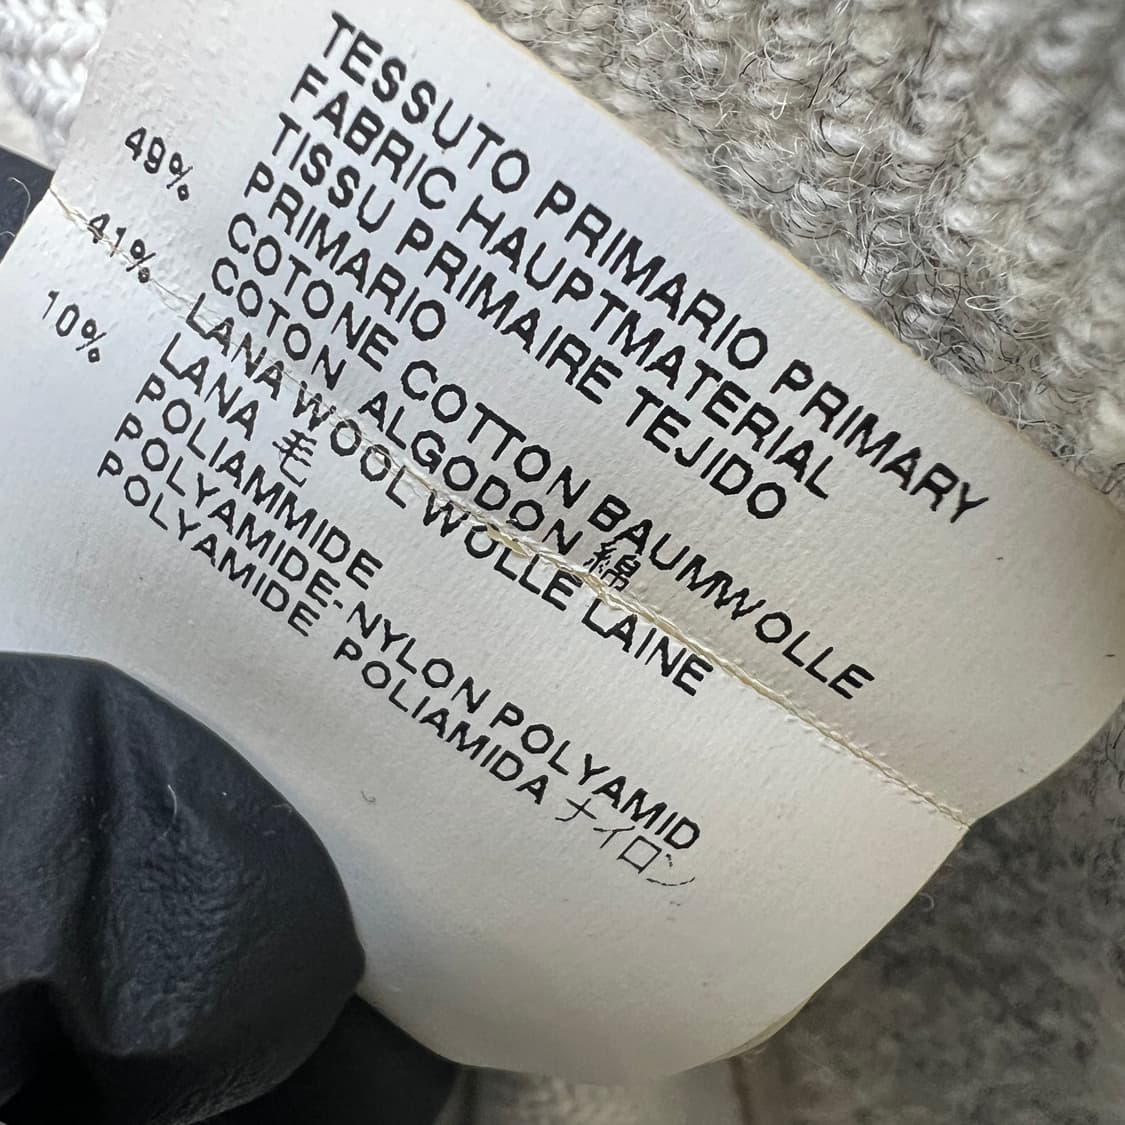 TESSUTO PRIMARIO PRIMARY
FABRIC HAUPTMATERIAL
TISSU PRIMAIRE TEJIDO
PRIMARIO
49% COTONE COTTON BAUMWOLLE
COTON ALGODON 綿
41% LANA WOOL WOLLE LAINE
LANA 毛
10% POLIAMMIDE
POLYAMIDE-NYLON POLYAMID
POLYAMIDE POLIAMIDA ナイロン